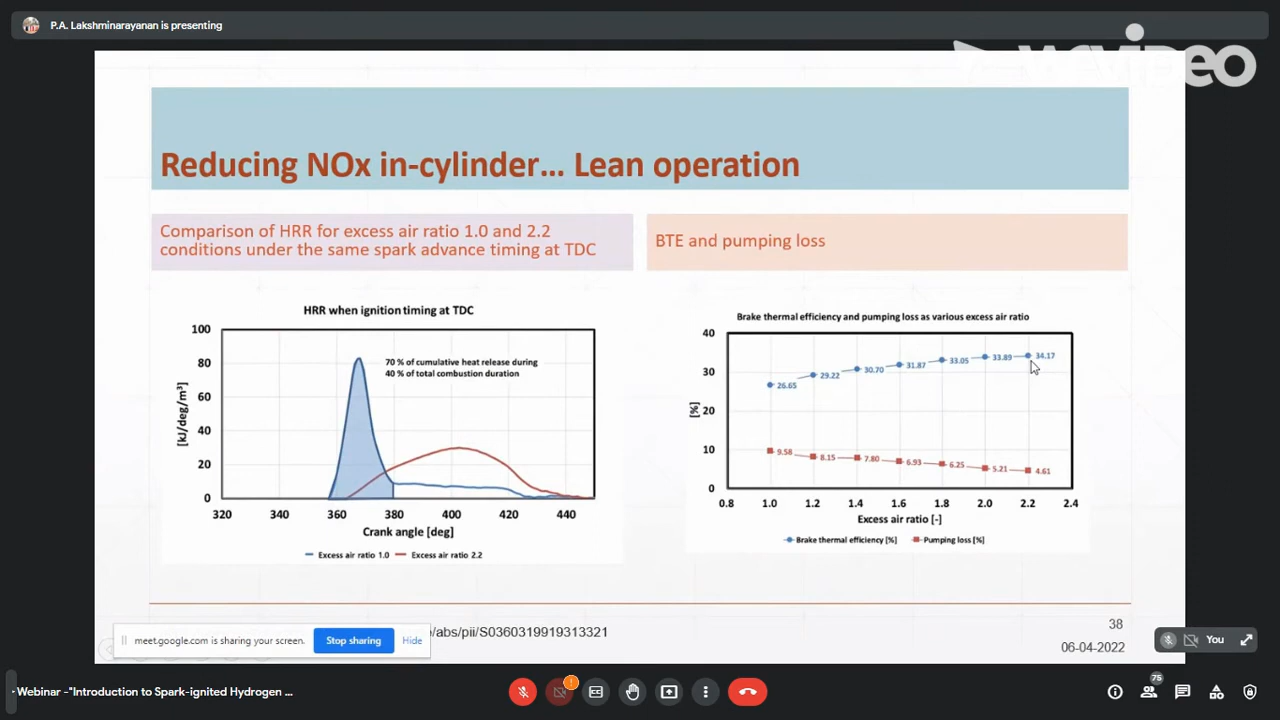 P.A. Lakshminarayanan is presenting
WeVideo
Reducing NOx in-cylinder... Lean operation
Comparison of HRR for excess air ratio 1.0 and 2.2
conditions under the same spark advance timing at TDC
BTE and pumping loss
HRR when ignition timing at TDC
70 % of cumulative heat release during
40 % of total combustion duration
[kJ/deg/m³]
100
80
60
40
20
0
320 340 360 380 400 420 440
Crank angle [deg]
Excess air ratio 1.0 Excess air ratio 2.2
Brake thermal efficiency and pumping loss as various excess air ratio
[%]
40
30
20
10
0
26.65 29.22 30.70 31.87 33.05 33.89 34.17
9.58 8.15 7.80 6.93 6.25 5.21 4.61
0.8 1.0 1.2 1.4 1.6 1.8 2.0 2.2 2.4
Excess air ratio [-]
Brake thermal efficiency [%] Pumping loss [%]
38
/abs/pii/S0360319919313321
06-04-2022
meet.google.com is sharing your screen.
Stop sharing
Hide
You
Webinar -"Introduction to Spark-ignited Hydrogen ...
!
75